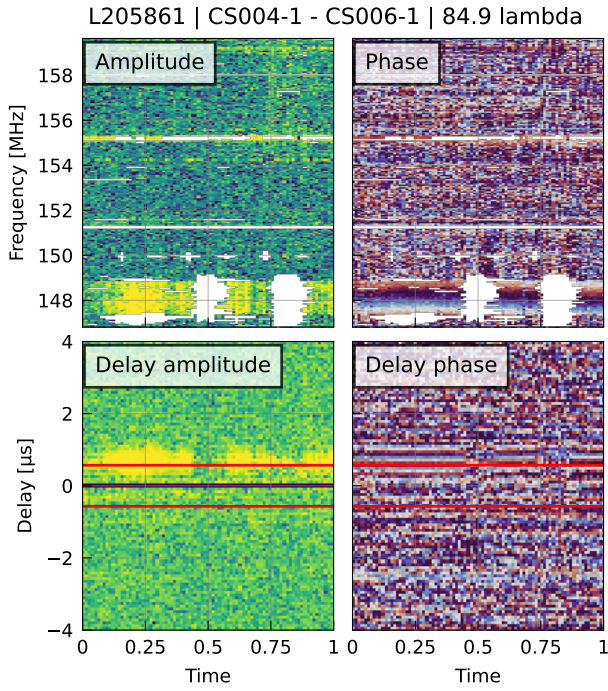 L205861 | CS004-1 - CS006-1 | 84.9 lambda
Amplitude
Phase
Frequency [MHz]
158
156
154
152
150
148
Delay amplitude
Delay phase
Delay [µs]
4
2
0
−2
−4
0 0.25 0.5 0.75 1
0 0.25 0.5 0.75 1
Time
Time